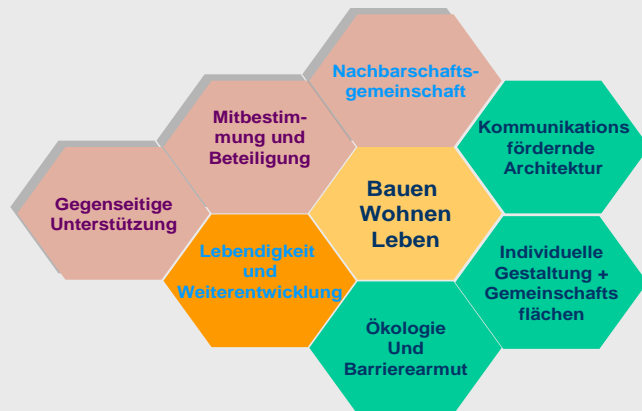 Nachbarschafts-
gemeinschaft
Mitbestim-
mung und
Beteiligung
Kommunikations
fördernde
Architektur
Gegenseitige
Unterstützung
Bauen
Wohnen
Leben
Lebendigkeit
und
Weiterentwicklung
Individuelle
Gestaltung +
Gemeinschafts
flächen
Ökologie
Und
Barrierearmut